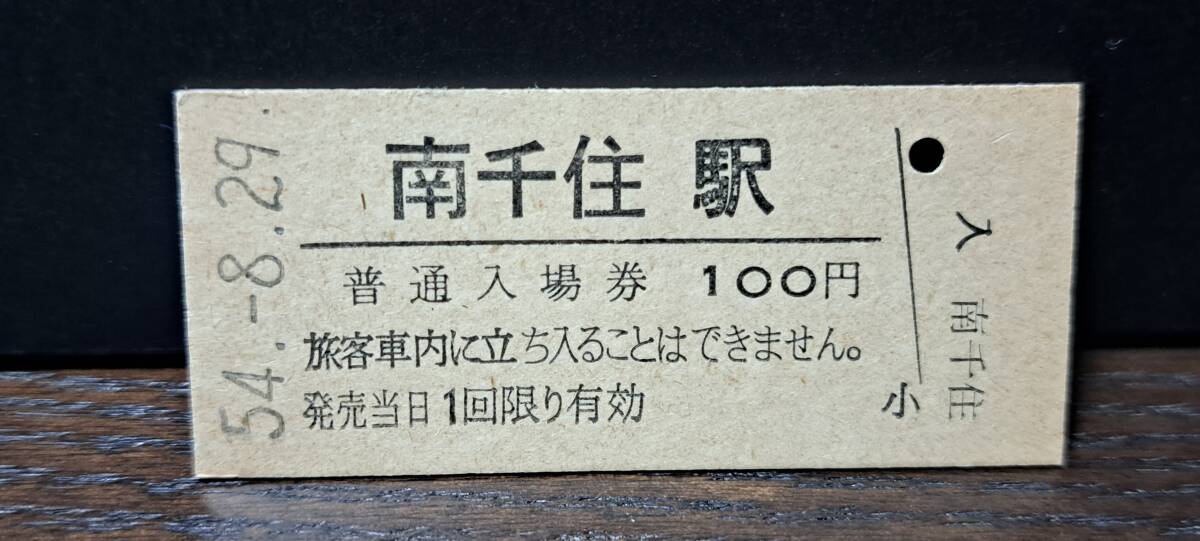 54.-8.29.
南千住 駅
普通入場券 100円
旅客車内に立ち入ることはできません。
発売当日1回限り有効
小
入 南千住